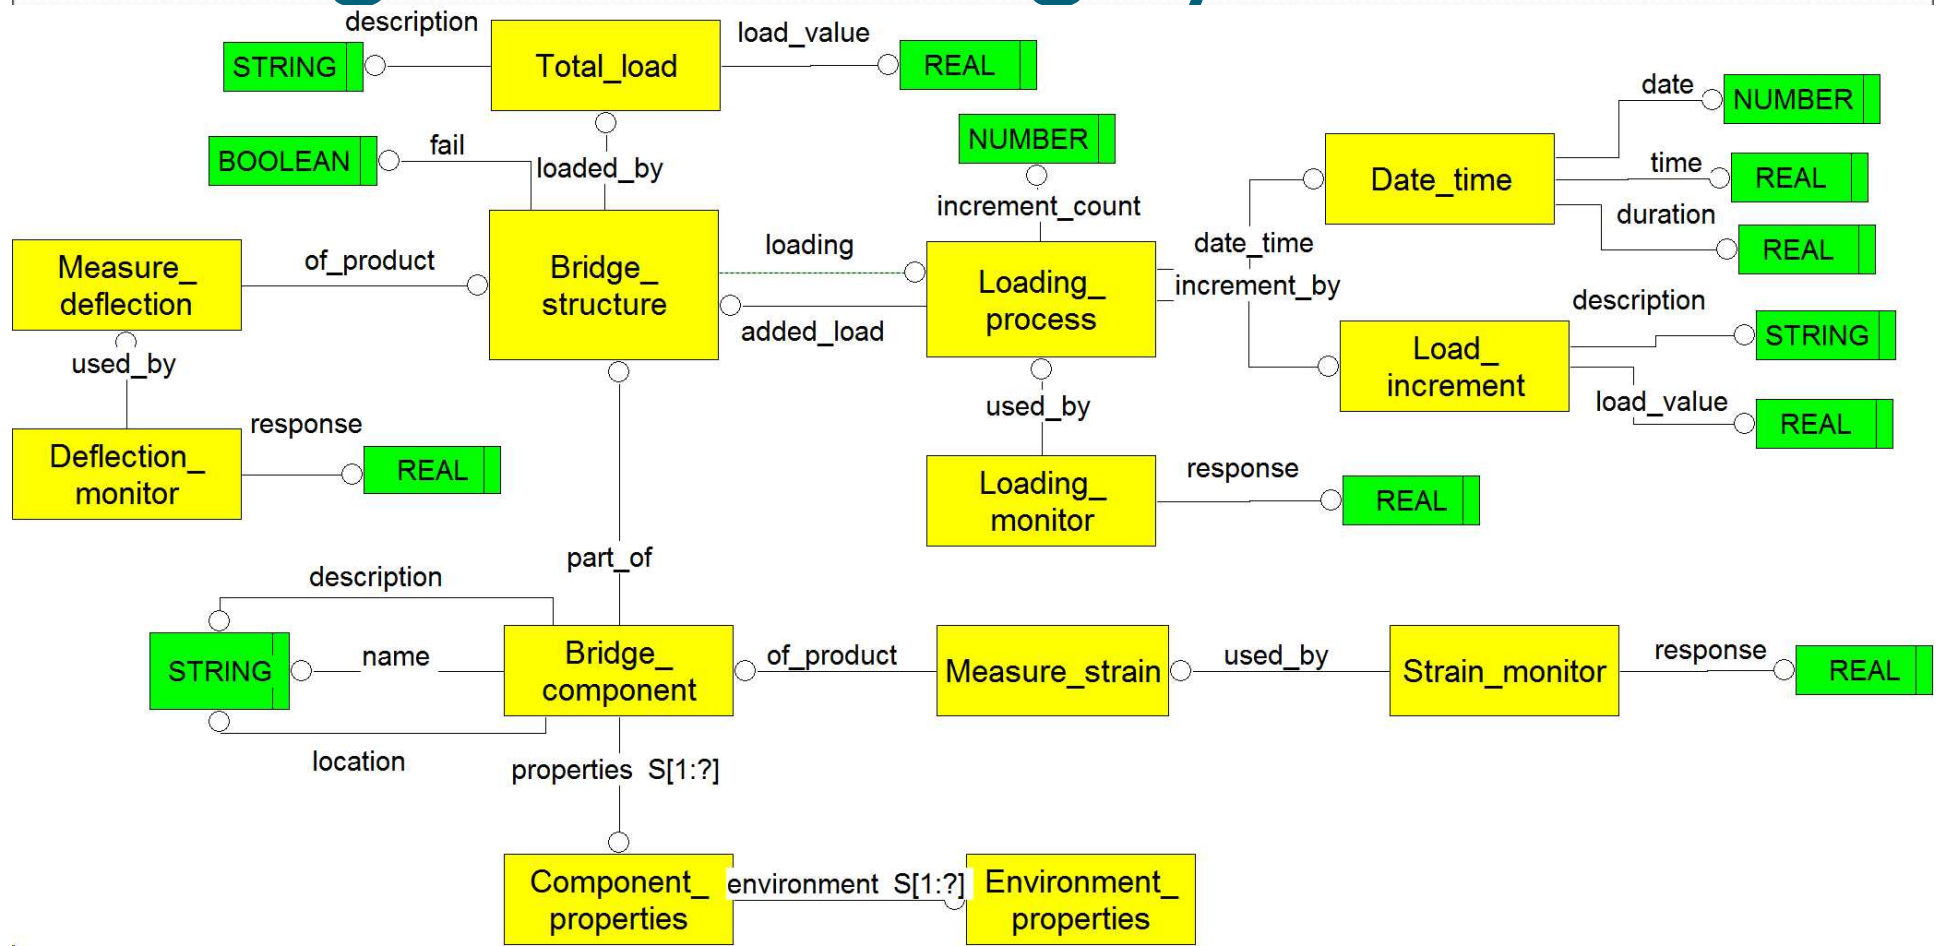 description
load_value
STRING
Total_load
REAL
date
NUMBER
NUMBER
BOOLEAN
fail
loaded_by
time
REAL
Date_time
increment_count
duration
REAL
Measure_
deflection
of_product
Bridge_
structure
loading
added_load
Loading_
process
date_time
increment_by
description
STRING
Load_
increment
load_value
REAL
used_by
used_by
Deflection_
monitor
response
REAL
Loading_
monitor
response
REAL
part_of
description
STRING
name
Bridge_
component
of_product
Measure_strain
used_by
Strain_monitor
response
REAL
location
properties S[1:?]
Component_
properties
environment S[1:?]
Environment_
properties